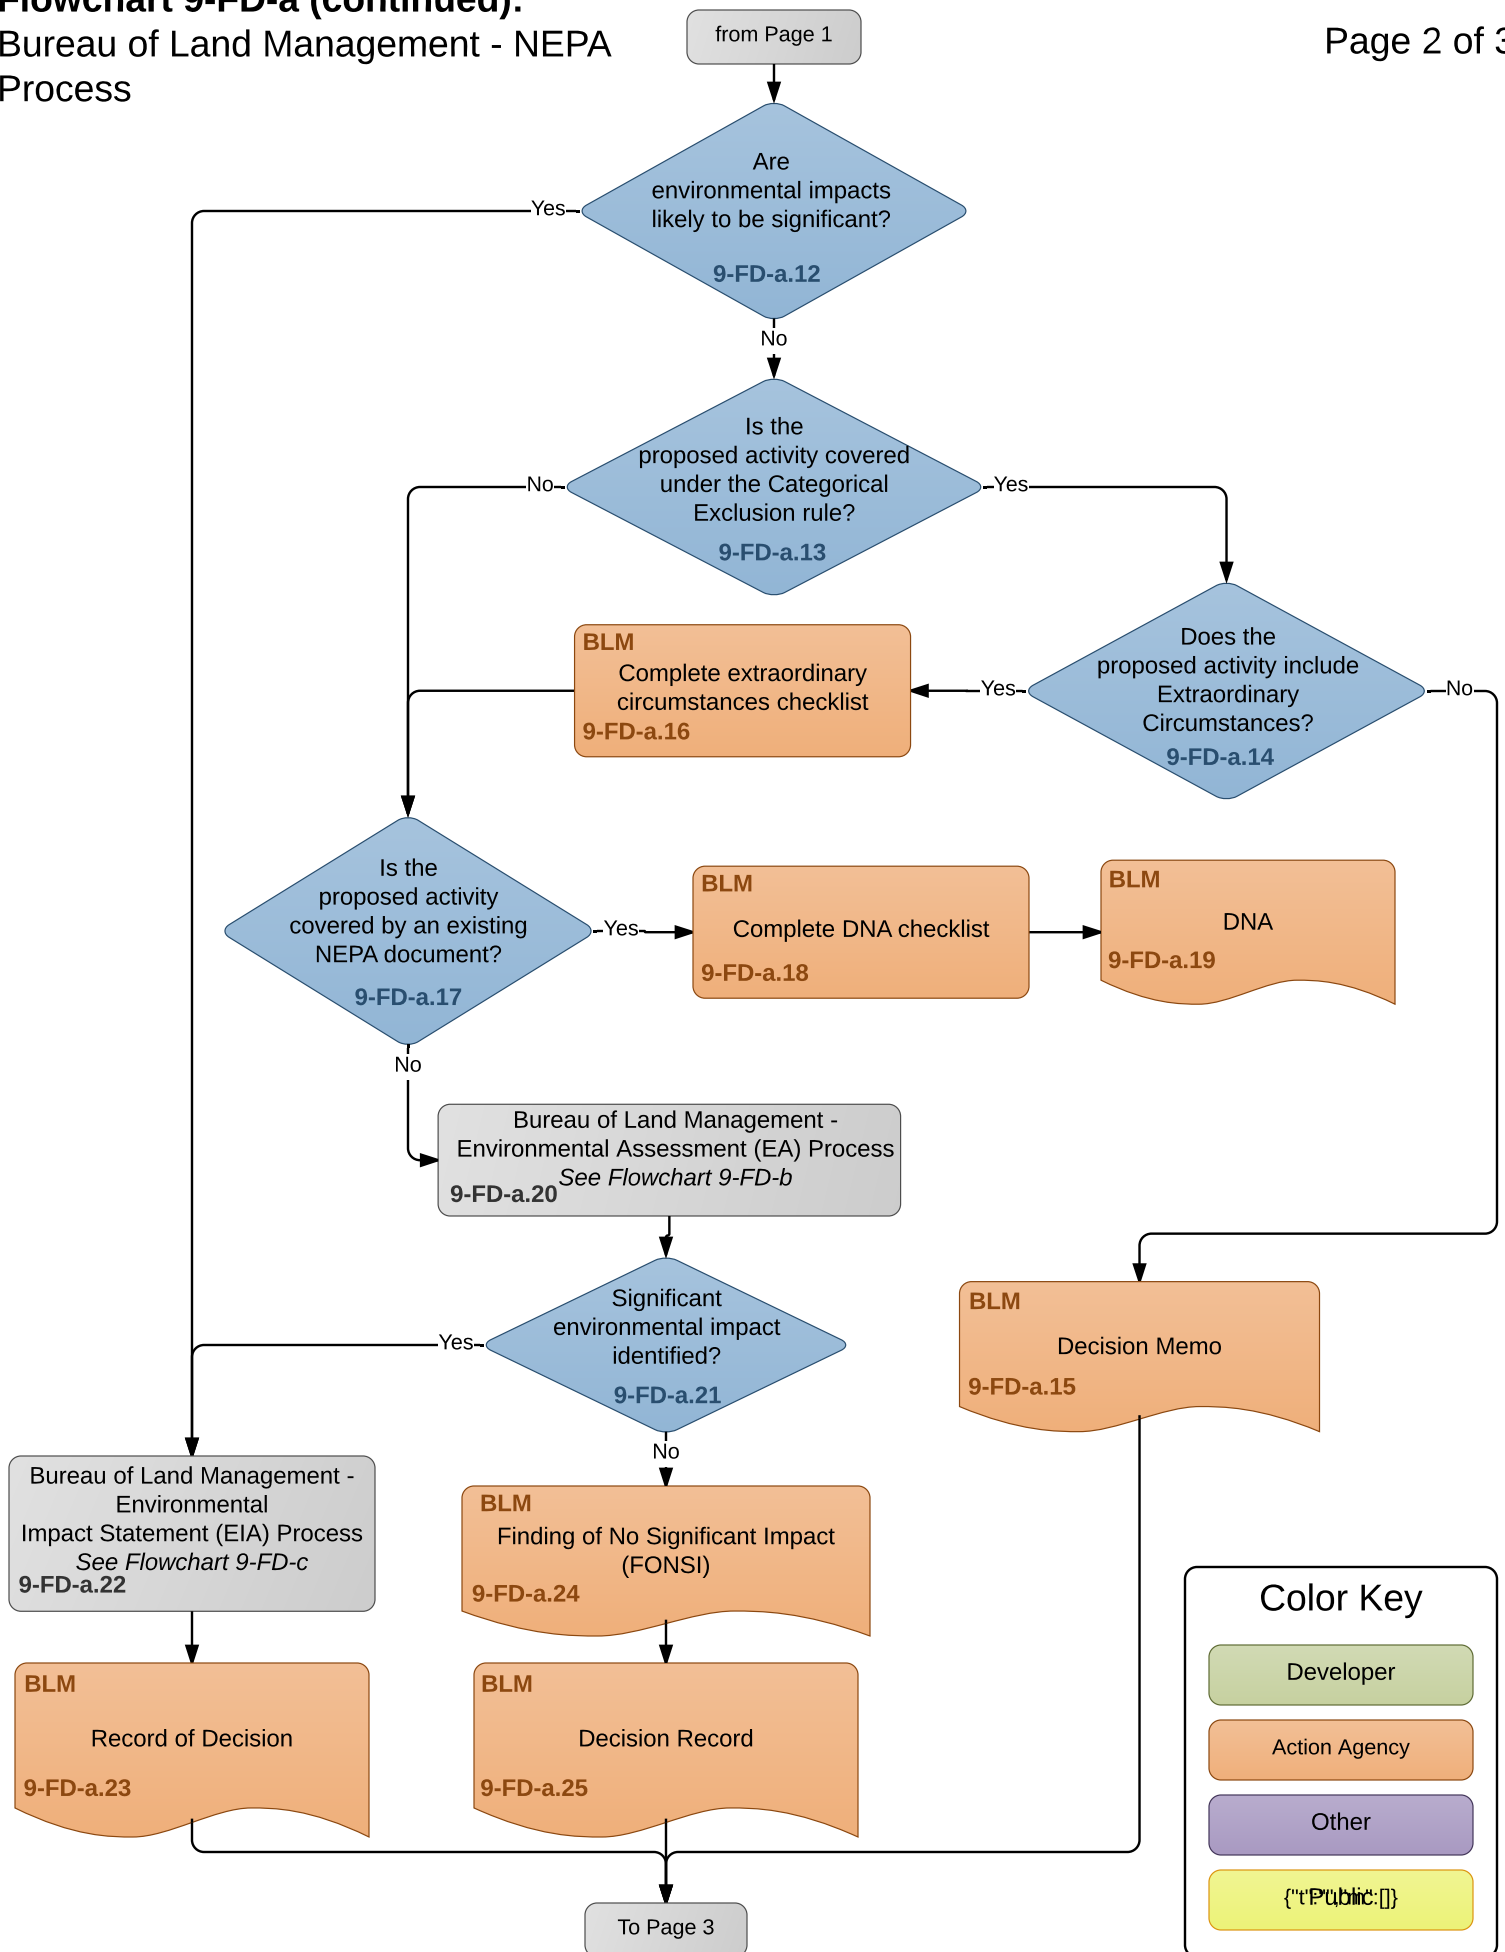 Flowchart 9-FD-a (continued):
Bureau of Land Management - NEPA
Process
from Page 1
Page 2 of 3
Are
environmental impacts
likely to be significant?
9-FD-a.12
Yes
No
Is the
proposed activity covered
under the Categorical
Exclusion rule?
9-FD-a.13
No
Yes
Does the
proposed activity include
Extraordinary
Circumstances?
9-FD-a.14
Yes
No
BLM
Complete extraordinary
circumstances checklist
9-FD-a.16
Is the
proposed activity
covered by an existing
NEPA document?
9-FD-a.17
Yes
No
BLM
Complete DNA checklist
9-FD-a.18
BLM
DNA
9-FD-a.19
Bureau of Land Management -
Environmental Assessment (EA) Process
See Flowchart 9-FD-b
9-FD-a.20
Significant
environmental impact
identified?
9-FD-a.21
Yes
No
BLM
Decision Memo
9-FD-a.15
Bureau of Land Management -
Environmental
Impact Statement (EIA) Process
See Flowchart 9-FD-c
9-FD-a.22
BLM
Finding of No Significant Impact
(FONSI)
9-FD-a.24
BLM
Record of Decision
9-FD-a.23
BLM
Decision Record
9-FD-a.25
To Page 3
Color Key
Developer
Action Agency
Other
Public